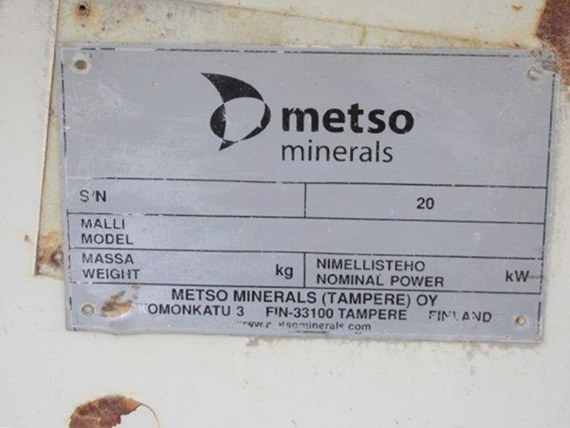 metso
minerals
S/N 20
MALLI
MODEL
MASSA
WEIGHT kg
NIMELLISTEHO
NOMINAL POWER kW
METSO MINERALS (TAMPERE) OY
OMONKATU 3 FIN-33100 TAMPERE FINLAND